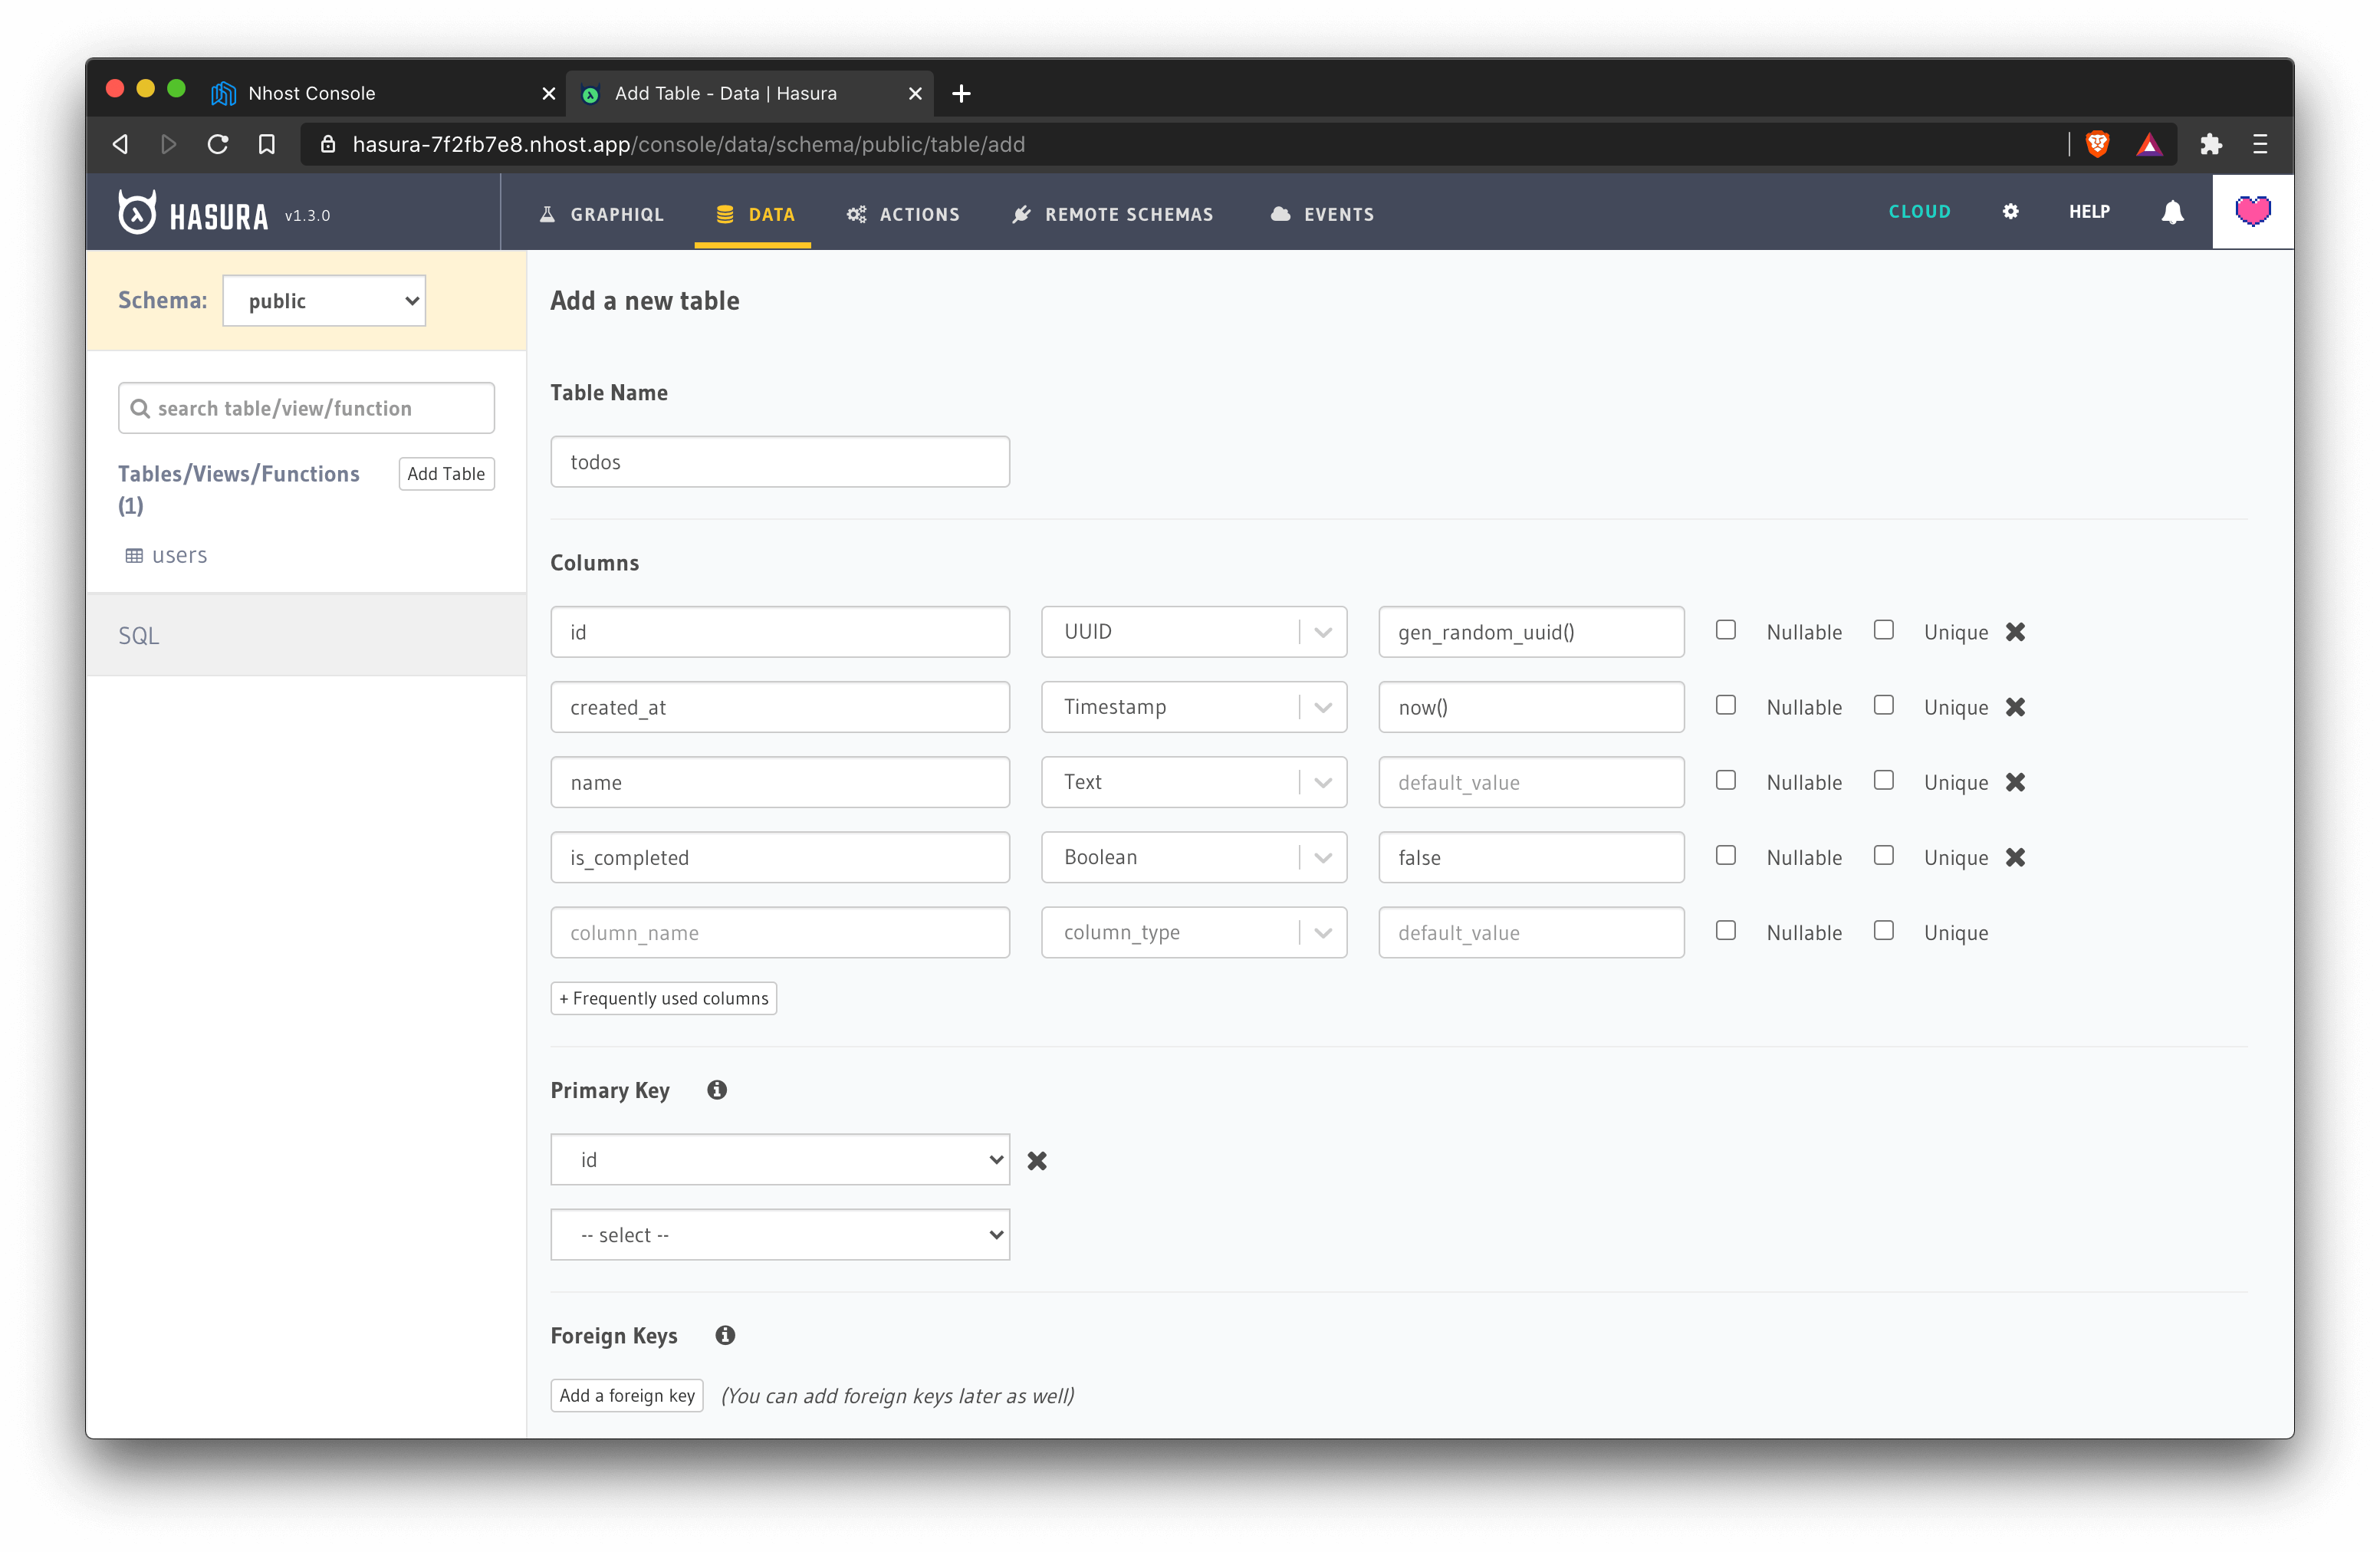 Nhost Console
Add Table - Data | Hasura
hasura-7f2fb7e8.nhost.app/console/data/schema/public/table/add
HASURA v1.3.0
GRAPHIQL
DATA
ACTIONS
REMOTE SCHEMAS
EVENTS
CLOUD
HELP
Schema: public
search table/view/function
Tables/Views/Functions
(1)
Add Table
users
SQL
Add a new table
Table Name
todos
Columns
id UUID gen_random_uuid() Nullable Unique
created_at Timestamp now() Nullable Unique
name Text default_value Nullable Unique
is_completed Boolean false Nullable Unique
column_name column_type default_value Nullable Unique
+ Frequently used columns
Primary Key
id
-- select --
Foreign Keys
Add a foreign key (You can add foreign keys later as well)